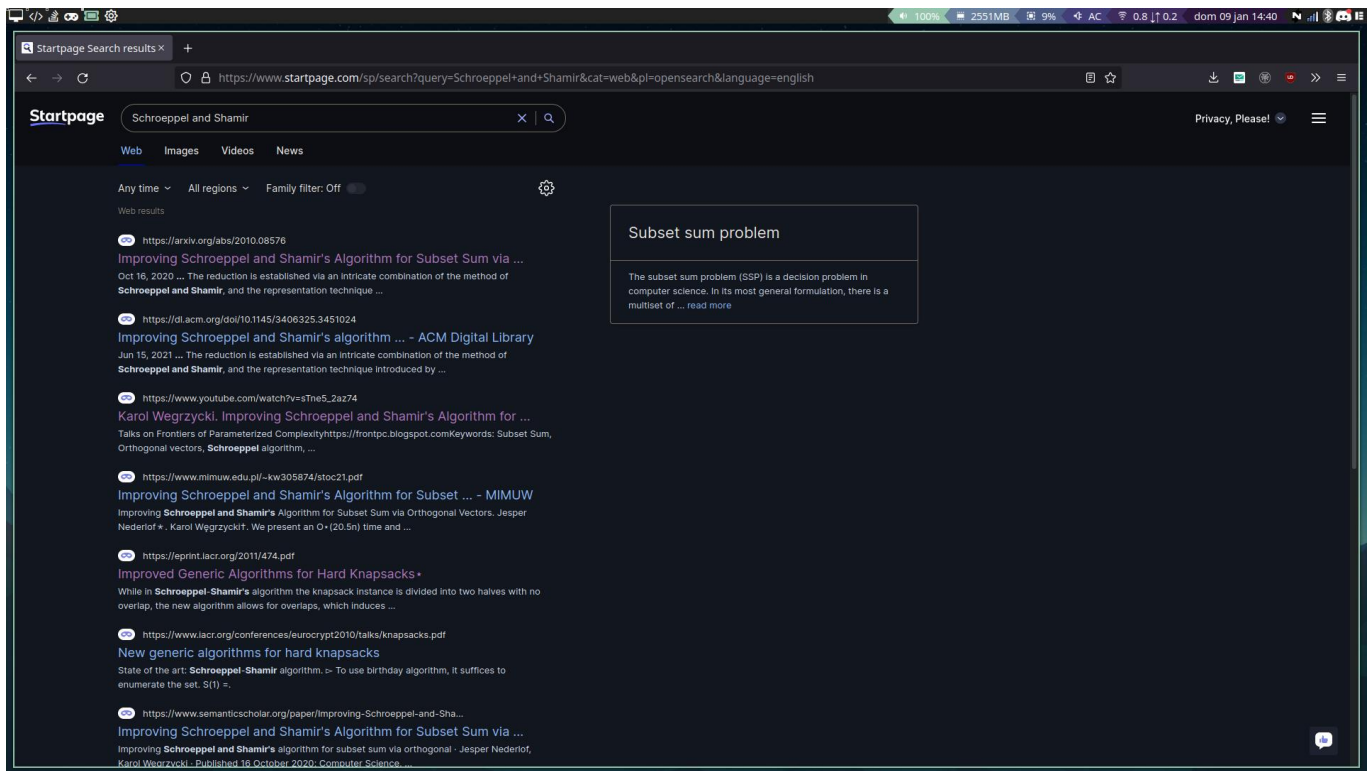 100% 2551MB 9% AC 0.8 ↓↑ 0.2 dom 09 jan 14:40
Startpage Search results × +
https://www.startpage.com/sp/search?query=Schroeppel+and+Shamir&cat=web&pl=opensearch&language=english
Startpage
Schroeppel and Shamir
Privacy, Please!
Web Images Videos News
Any time All regions Family filter: Off
Web results
https://arxiv.org/abs/2010.08576
Improving Schroeppel and Shamir's Algorithm for Subset Sum via ...
Oct 16, 2020 ... The reduction is established via an intricate combination of the method of
Schroeppel and Shamir, and the representation technique ...
https://dl.acm.org/doi/10.1145/3406325.3451024
Improving Schroeppel and Shamir's algorithm ... - ACM Digital Library
Jun 15, 2021 ... The reduction is established via an intricate combination of the method of
Schroeppel and Shamir, and the representation technique introduced by ...
https://www.youtube.com/watch?v=sTne5_2az74
Karol Wegrzycki. Improving Schroeppel and Shamir's Algorithm for ...
Talks on Frontiers of Parameterized Complexityhttps://frontpc.blogspot.comKeywords: Subset Sum,
Orthogonal vectors, Schroeppel algorithm, ...
https://www.mimuw.edu.pl/~kw305874/stoc21.pdf
Improving Schroeppel and Shamir's Algorithm for Subset ... - MIMUW
Improving Schroeppel and Shamir's Algorithm for Subset Sum via Orthogonal Vectors. Jesper
Nederlof∗. Karol Węgrzycki†. We present an O⋆(20.5n) time and ...
https://eprint.iacr.org/2011/474.pdf
Improved Generic Algorithms for Hard Knapsacks⋆
While in Schroeppel-Shamir's algorithm the knapsack instance is divided into two halves with no
overlap, the new algorithm allows for overlaps, which induces ...
https://www.iacr.org/conferences/eurocrypt2010/talks/knapsacks.pdf
New generic algorithms for hard knapsacks
State of the art: Schroeppel-Shamir algorithm. ▻ To use birthday algorithm, it suffices to
enumerate the set. S(1) =.
https://www.semanticscholar.org/paper/Improving-Schroeppel-and-Sha...
Improving Schroeppel and Shamir's Algorithm for Subset Sum via ...
Improving Schroeppel and Shamir's algorithm for subset sum via orthogonal · Jesper Nederlof,
Karol Wegrzycki · Published 16 October 2020; Computer Science. ...
Subset sum problem
The subset sum problem (SSP) is a decision problem in
computer science. In its most general formulation, there is a
multiset of ... read more